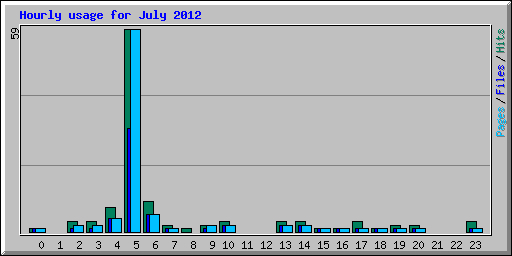 Hourly usage for July 2012
59
Pages/Files/Hits
0 1 2 3 4 5 6 7 8 9 10 11 12 13 14 15 16 17 18 19 20 21 22 23